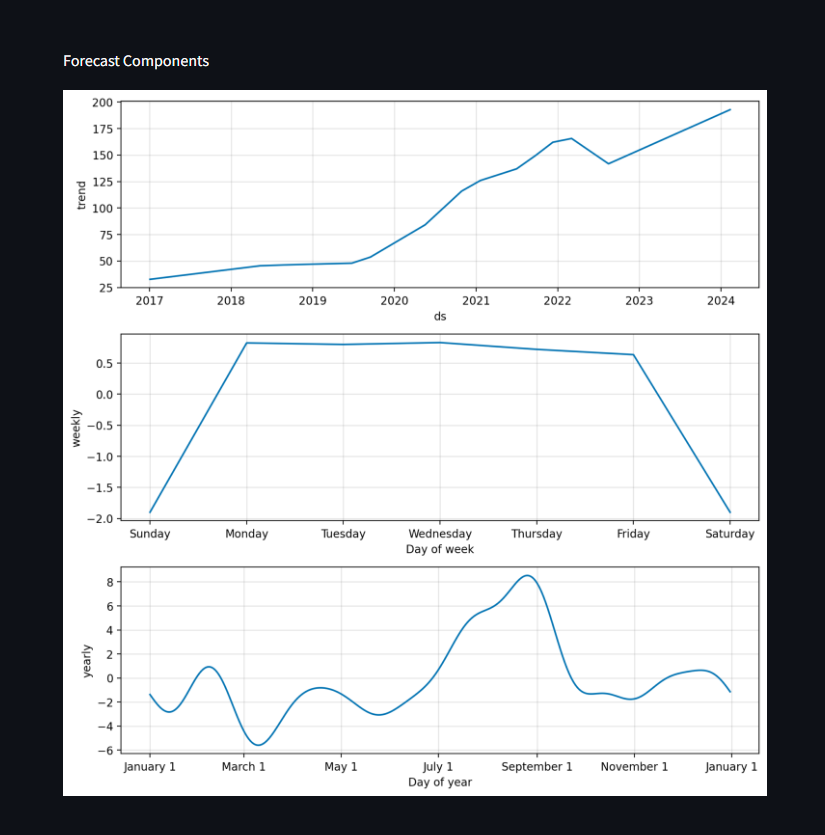 Forecast Components
200
175
150
125
100
75
50
25
trend
2017 2018 2019 2020 2021 2022 2023 2024
ds
0.5
0.0
−0.5
−1.0
−1.5
−2.0
weekly
Sunday Monday Tuesday Wednesday Thursday Friday Saturday
Day of week
8
6
4
2
0
−2
−4
−6
yearly
January 1 March 1 May 1 July 1 September 1 November 1 January 1
Day of year